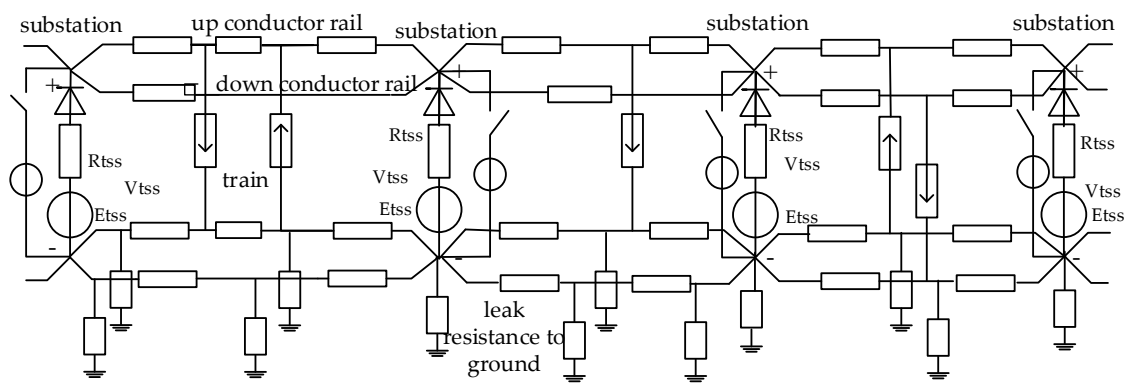 substation
up conductor rail
substation
substation
substation
+
down conductor rail
+
+
+
Rtss
Vtss
Etss
train
-
Rtss
Vtss
Etss
-
Rtss
Vtss
Etss
-
Rtss
Vtss
Etss
-
leak
resistance to
ground